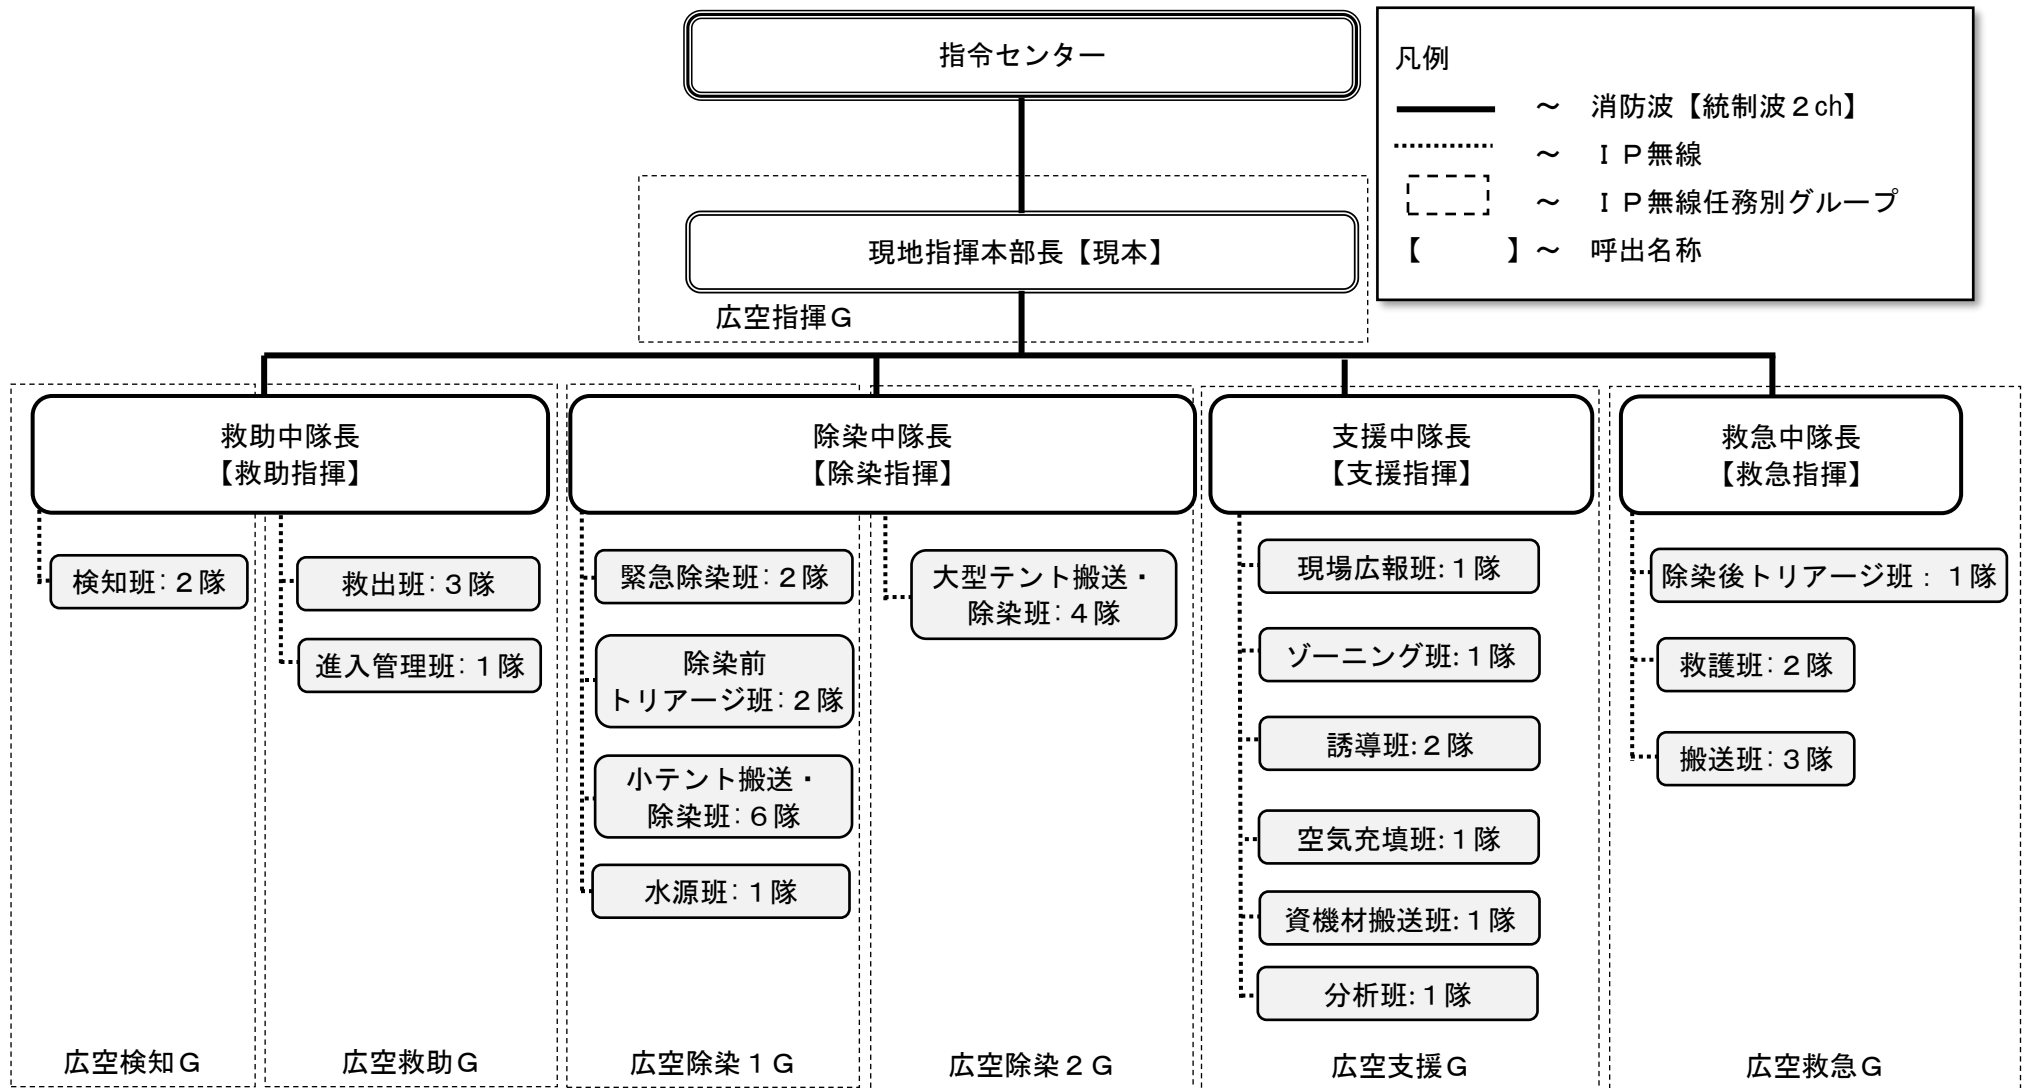 指令センター
凡例
～ 消防波【統制波２ch】
～ ＩＰ無線
～ ＩＰ無線任務別グループ
【 】～ 呼出名称
現地指揮本部長【現本】
広空指揮Ｇ
救助中隊長
【救助指揮】
検知班：２隊
救出班：３隊
進入管理班：１隊
広空検知Ｇ
広空救助Ｇ
除染中隊長
【除染指揮】
緊急除染班：２隊
除染前
トリアージ班：２隊
小テント搬送・
除染班：６隊
水源班：１隊
大型テント搬送・
除染班：４隊
広空除染１Ｇ
広空除染２Ｇ
支援中隊長
【支援指揮】
現場広報班：１隊
ゾーニング班：１隊
誘導班：２隊
空気充填班：１隊
資機材搬送班：１隊
分析班：１隊
広空支援Ｇ
救急中隊長
【救急指揮】
除染後トリアージ班：１隊
救護班：２隊
搬送班：３隊
広空救急Ｇ